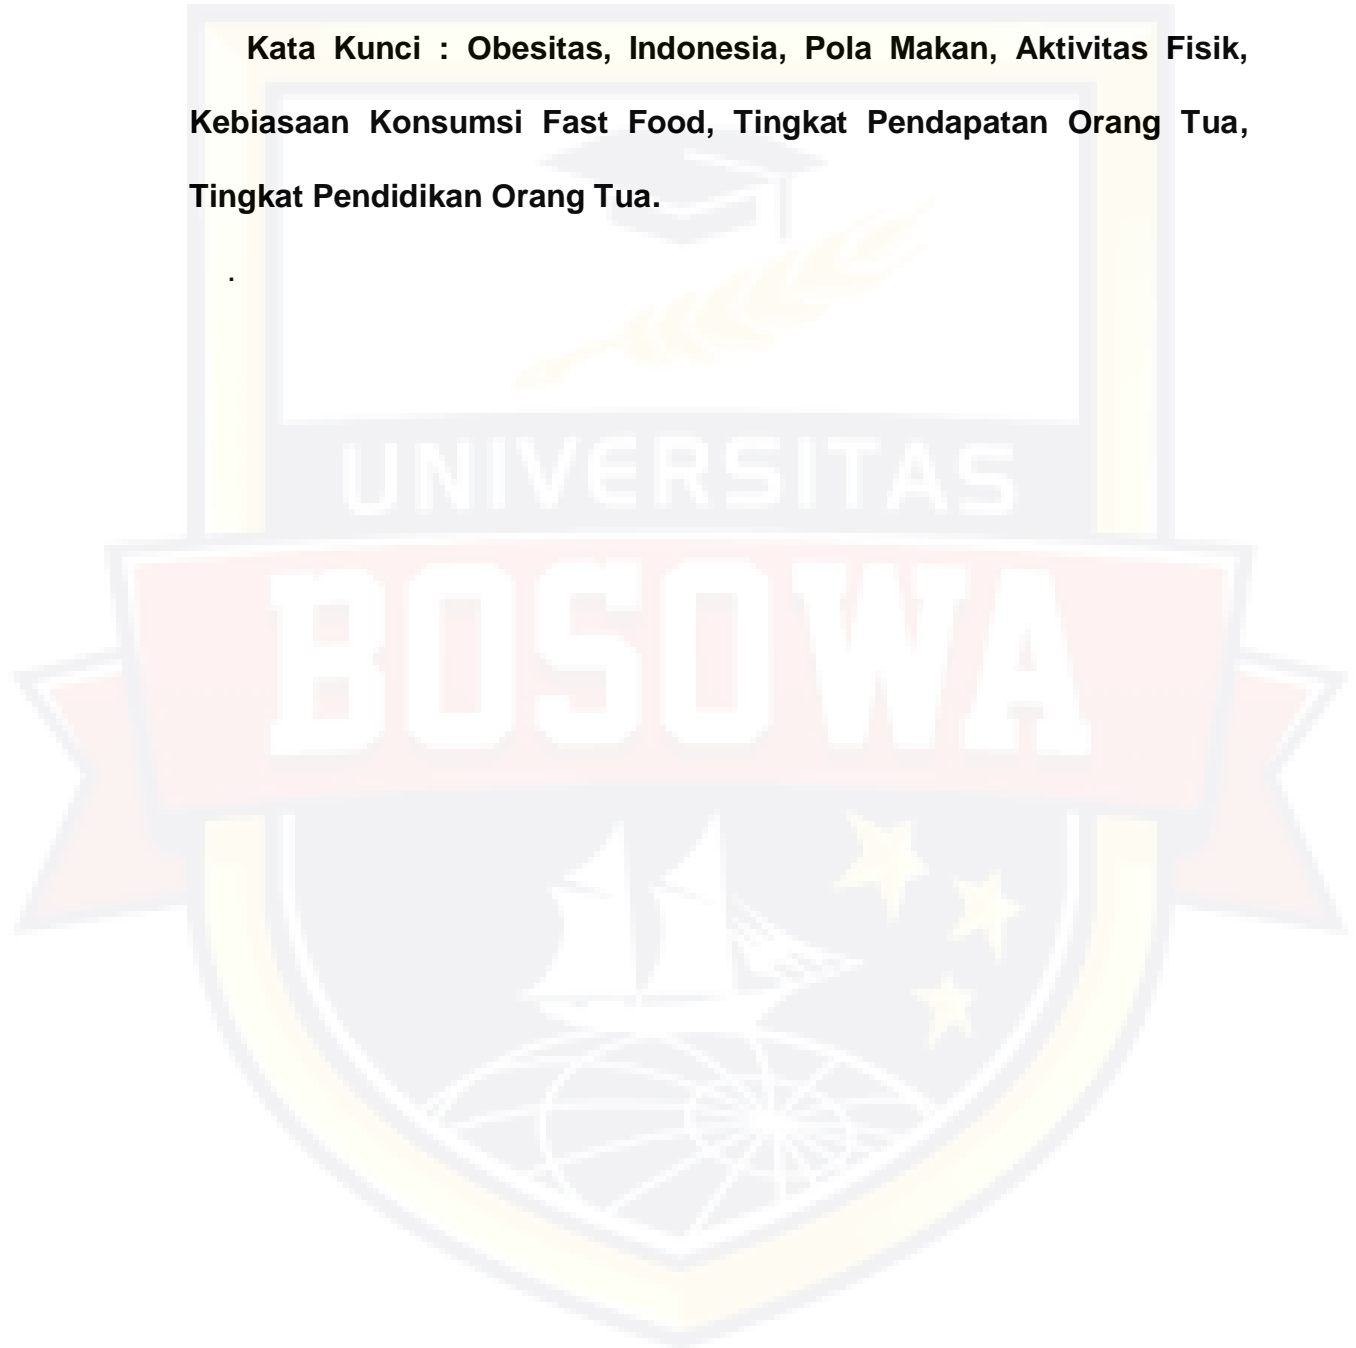 Kata Kunci : Obesitas, Indonesia, Pola Makan, Aktivitas Fisik,
Kebiasaan Konsumsi Fast Food, Tingkat Pendapatan Orang Tua,
Tingkat Pendidikan Orang Tua.
.
UNIVERSITAS
BOSOWA